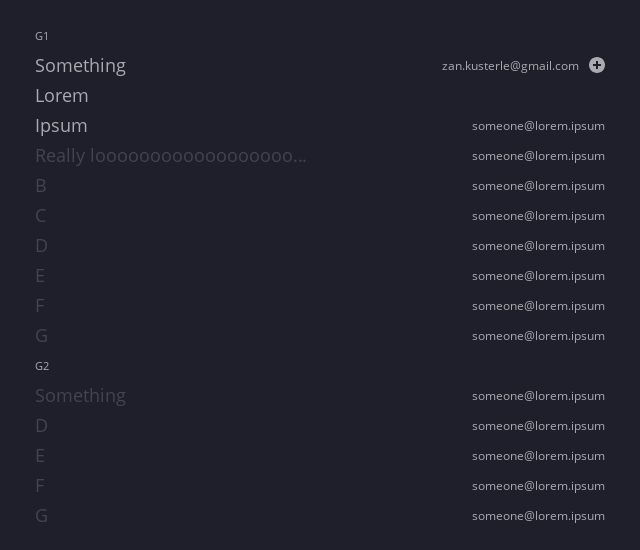 G1
Something zan.kusterle@gmail.com
Lorem
Ipsum someone@lorem.ipsum
Really loooooooooooooooooo... someone@lorem.ipsum
B someone@lorem.ipsum
C someone@lorem.ipsum
D someone@lorem.ipsum
E someone@lorem.ipsum
F someone@lorem.ipsum
G someone@lorem.ipsum
G2
Something someone@lorem.ipsum
D someone@lorem.ipsum
E someone@lorem.ipsum
F someone@lorem.ipsum
G someone@lorem.ipsum